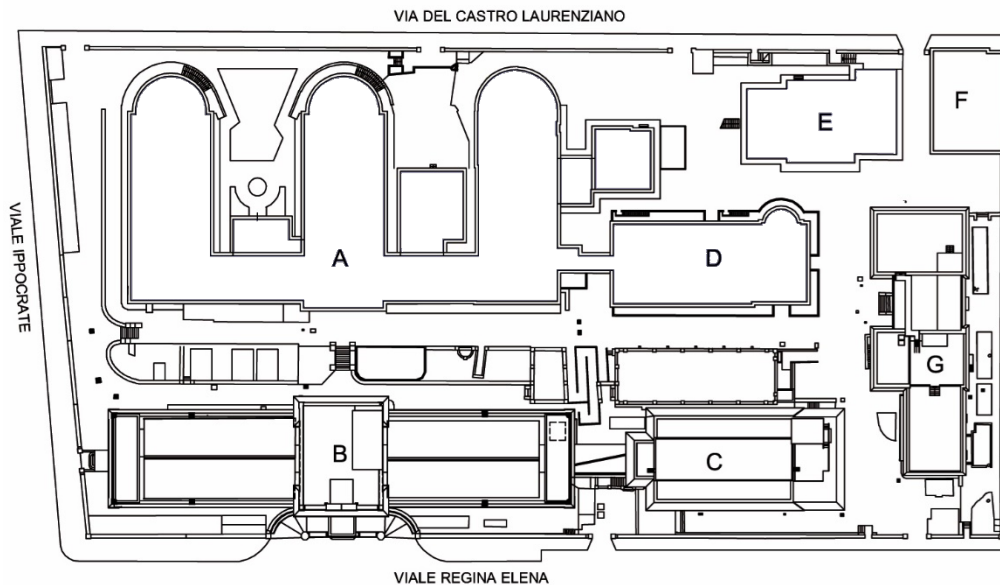 VIA DEL CASTRO LAURENZIANO
E
F
VIALE IPPOCRATE
A
D
G
B
C
VIALE REGINA ELENA